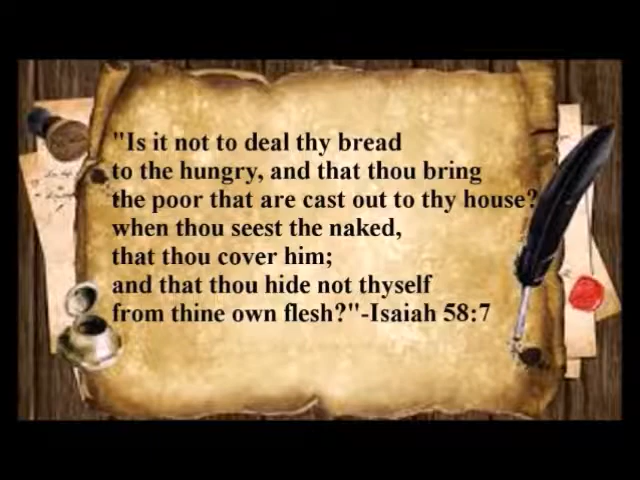 "Is it not to deal thy bread
to the hungry, and that thou bring
the poor that are cast out to thy house?
when thou seest the naked,
that thou cover him;
and that thou hide not thyself
from thine own flesh?"-Isaiah 58:7